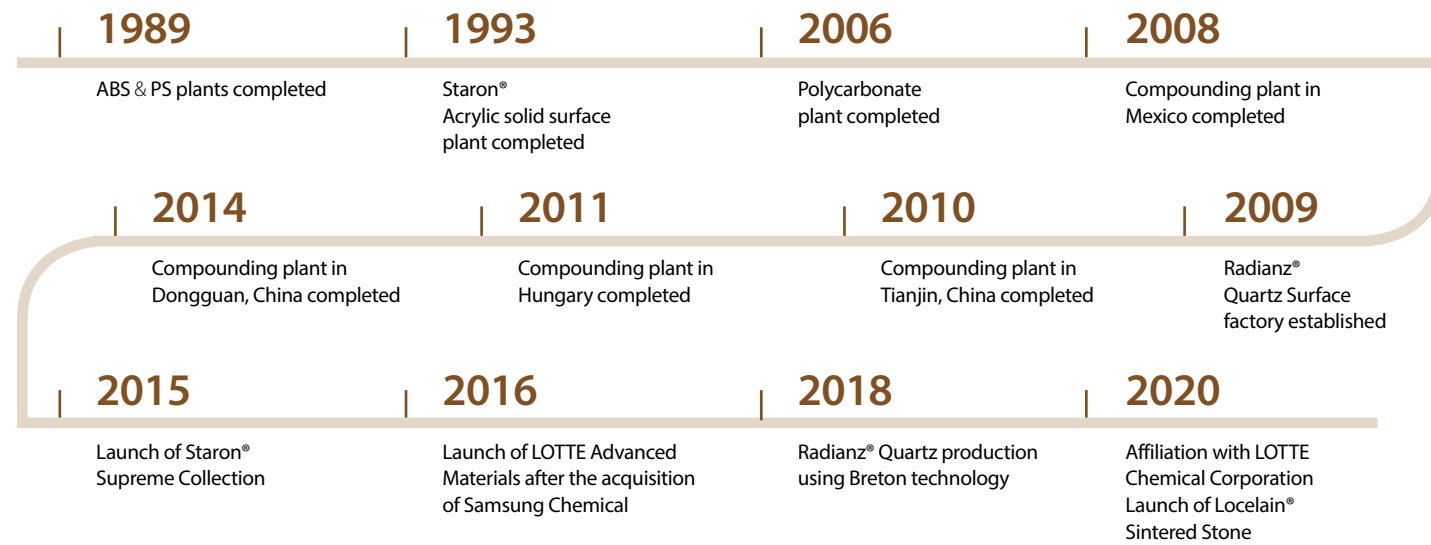 1989
ABS & PS plants completed
1993
Staron®
Acrylic solid surface
plant completed
2006
Polycarbonate
plant completed
2008
Compounding plant in
Mexico completed
2009
Radianz®
Quartz Surface
factory established
2010
Compounding plant in
Tianjin, China completed
2011
Compounding plant in
Hungary completed
2014
Compounding plant in
Dongguan, China completed
2015
Launch of Staron®
Supreme Collection
2016
Launch of LOTTE Advanced
Materials after the acquisition
of Samsung Chemical
2018
Radianz® Quartz production
using Breton technology
2020
Affiliation with LOTTE
Chemical Corporation
Launch of Locelain®
Sintered Stone